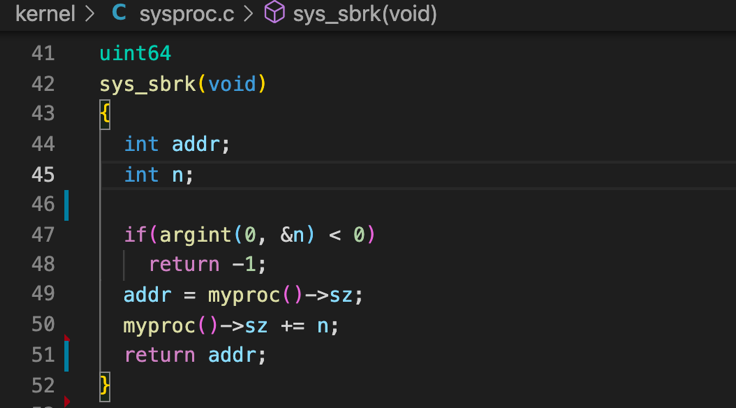 kernel > C sysproc.c > sys_sbrk(void)
41 uint64
42 sys_sbrk(void)
43 {
44 int addr;
45 int n;
46
47 if(argint(0, &n) < 0)
48 return -1;
49 addr = myproc()->sz;
50 myproc()->sz += n;
51 return addr;
52 }